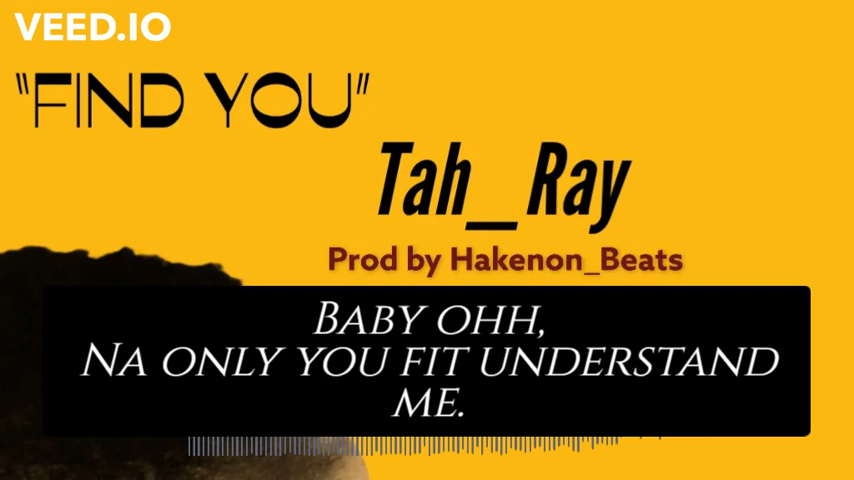 VEED.IO
"FIND YOU"
Tah_Ray
Prod by Hakenon_Beats
BABY OHH,
NA ONLY YOU FIT UNDERSTAND
ME.